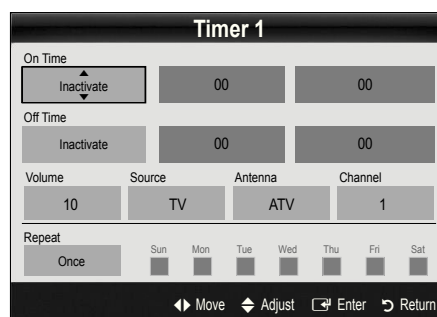 Timer 1
On Time
Inactivate 00 00
Off Time
Inactivate 00 00
Volume Source Antenna Channel
10 TV ATV 1
Repeat Sun Mon Tue Wed Thu Fri Sat
Once
Move Adjust Enter Return